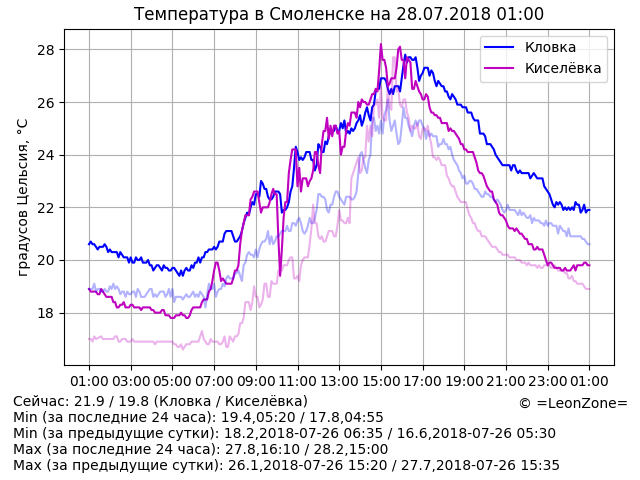 Температура в Смоленске на 28.07.2018 01:00
Кловка
Киселёвка
градусов Цельсия, °C
28
26
24
22
20
18
01:00 03:00 05:00 07:00 09:00 11:00 13:00 15:00 17:00 19:00 21:00 23:00 01:00
Сейчас: 21.9 / 19.8 (Кловка / Киселёвка)
© =LeonZone=
Min (за последние 24 часа): 19.4,05:20 / 17.8,04:55
Min (за предыдущие сутки): 18.2,2018-07-26 06:35 / 16.6,2018-07-26 05:30
Max (за последние 24 часа): 27.8,16:10 / 28.2,15:00
Max (за предыдущие сутки): 26.1,2018-07-26 15:20 / 27.7,2018-07-26 15:35